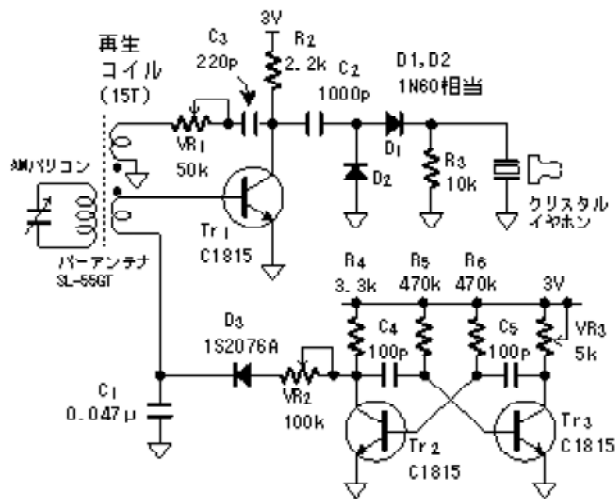 再生
コイル
(15T)
C3
220p
3V
R2
2.2k
C2
1000p
D1,D2
1N60相当
VR1
50k
D1
D2
R3
10k
クリスタル
イヤホン
AMバリコン
Tr1
C1815
バーアンテナ
SL-55GT
R4
3.3k
R5
470k
R6
470k
3V
D3
1S2076A
C4
100p
C5
100p
VR3
5k
C1
0.047μ
VR2
100k
Tr2
C1815
Tr3
C1815